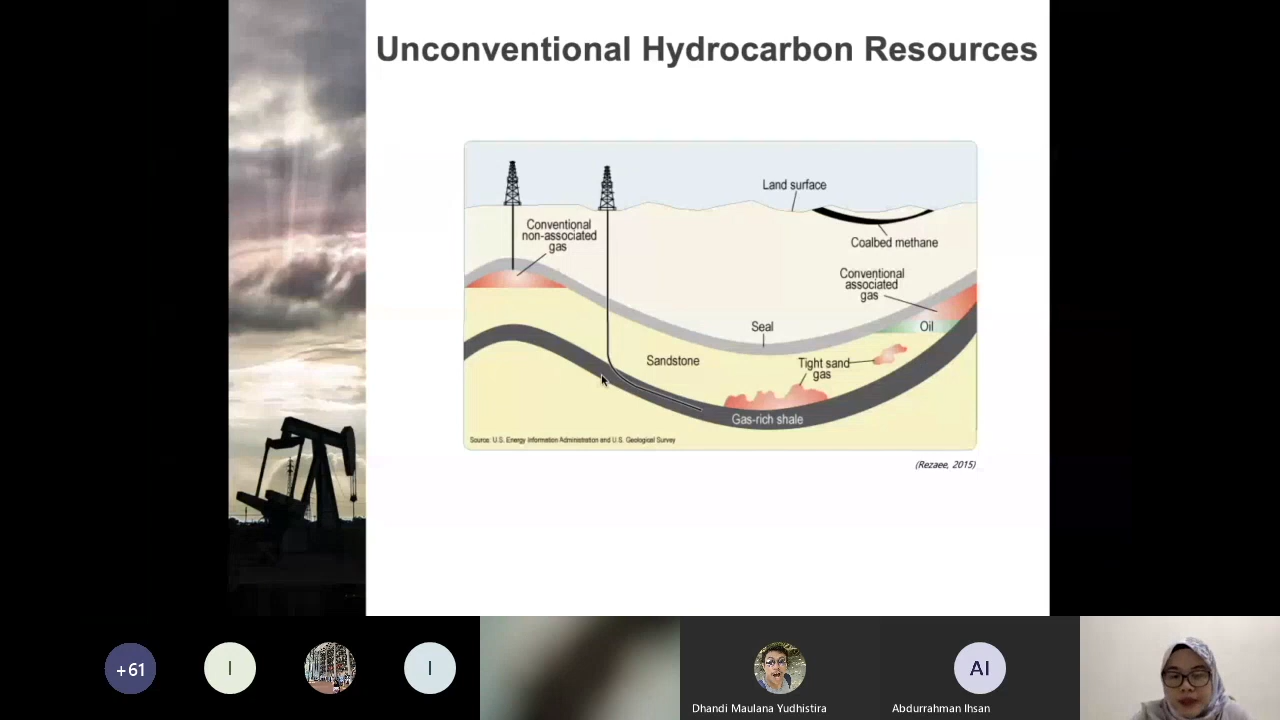 Unconventional Hydrocarbon Resources
Land surface
Conventional
non-associated
gas
Coalbed methane
Conventional
associated
gas
Seal
Oil
Sandstone
Tight sand
gas
Gas-rich shale
Source: U.S. Energy Information Administration and U.S. Geological Survey
(Rezaee, 2015)
+61
I
I
AI
Dhandi Maulana Yudhistira
Abdurrahman Ihsan